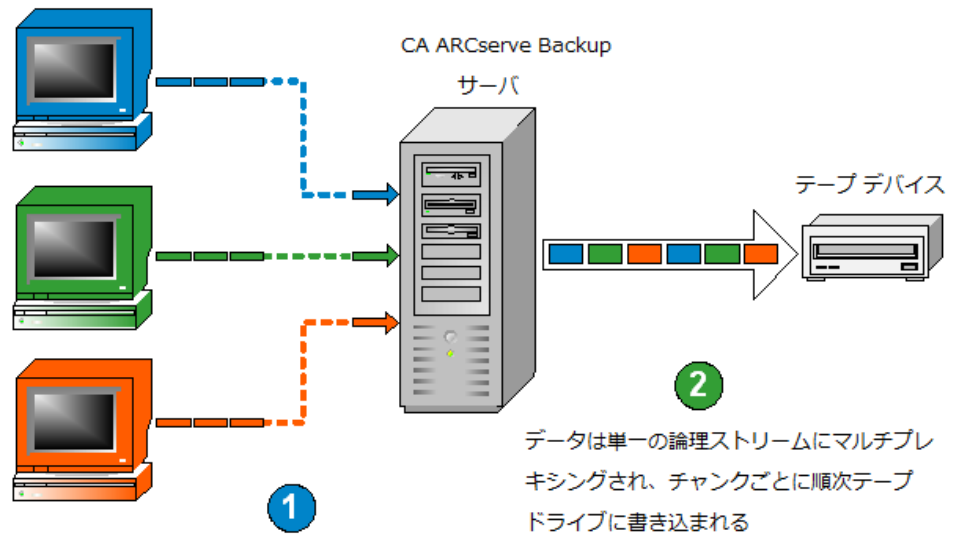 CA ARCserve Backup
サーバ
テープ デバイス
1
2
データは単一の論理ストリームにマルチプレ
キシングされ、チャンクごとに順次テープ
ドライブに書き込まれる